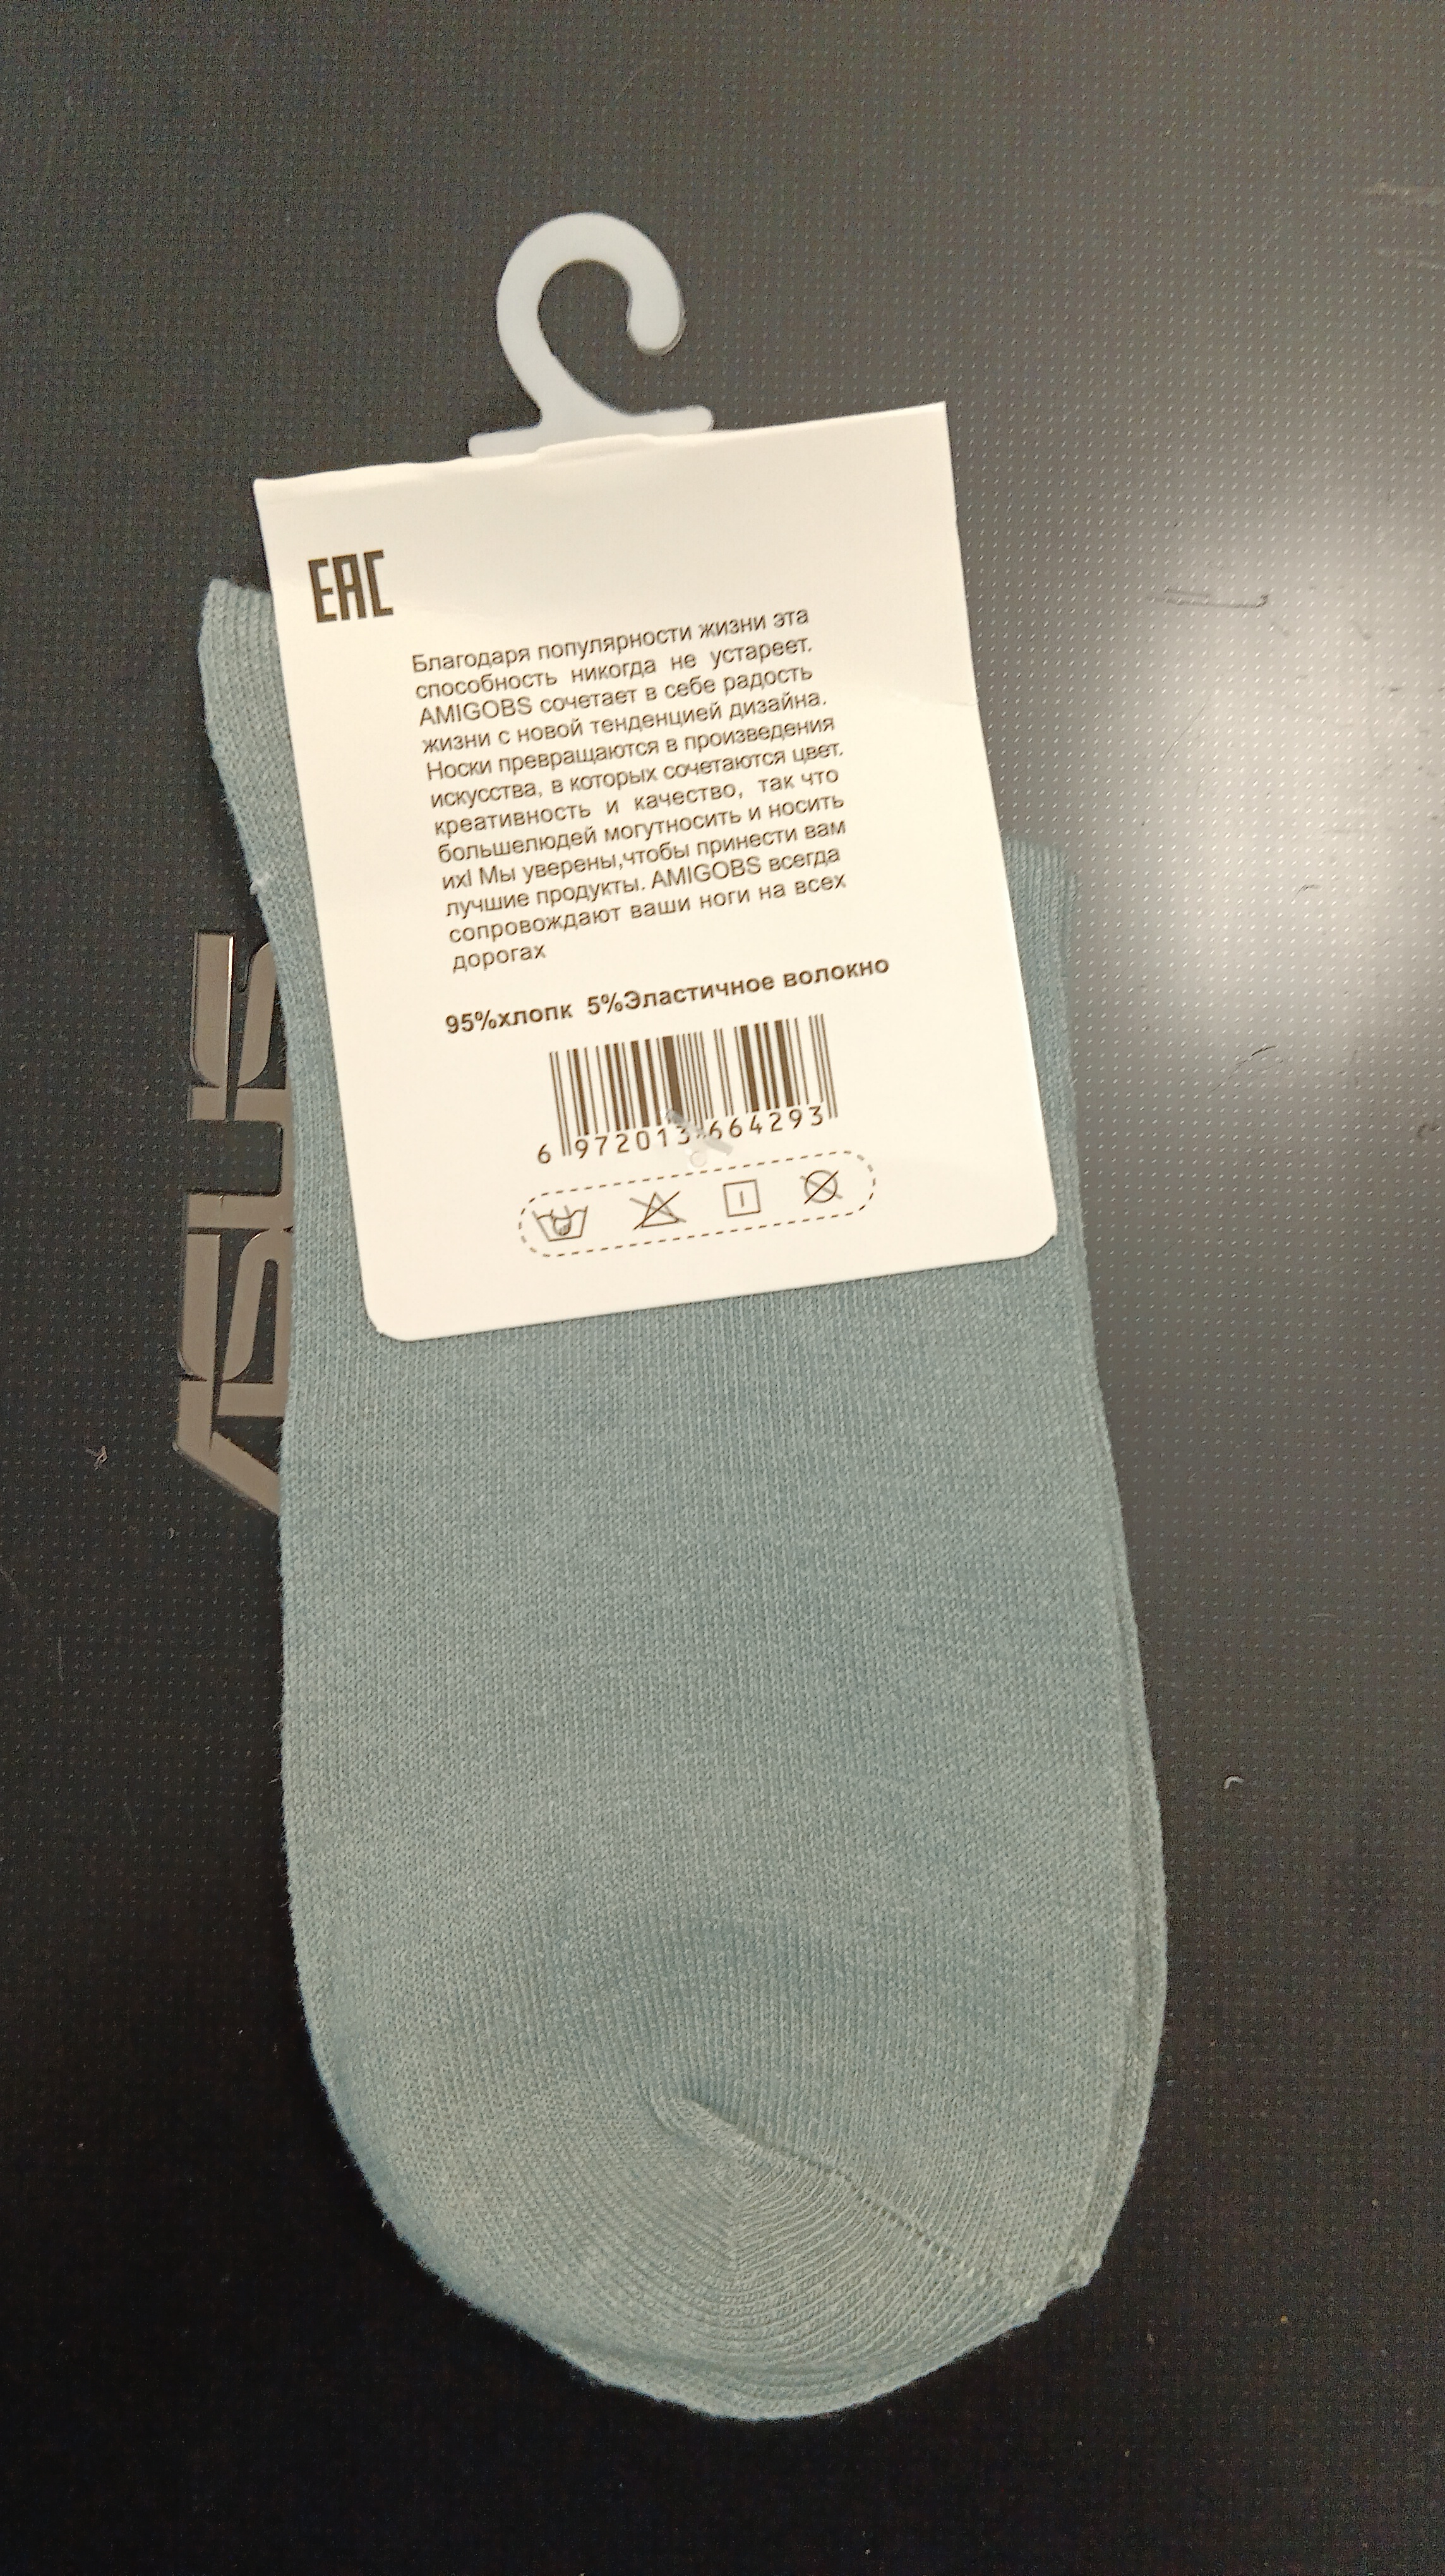 EAC
Благодаря популярности жизни эта
способность никогда не устареет.
AMIGOBS сочетает в себе радость
жизни с новой тенденцией дизайна.
Носки превращаются в произведения
искусства, в которых сочетаются цвет.
креативность и качество, так что
большелюдей могутносить и носить
их! Мы уверены,чтобы принести вам
лучшие продукты. AMIGOBS всегда
сопровождают ваши ноги на всех
дорогах
95%хлопк 5%Эластичное волокно
6 972013 664293
ASUS